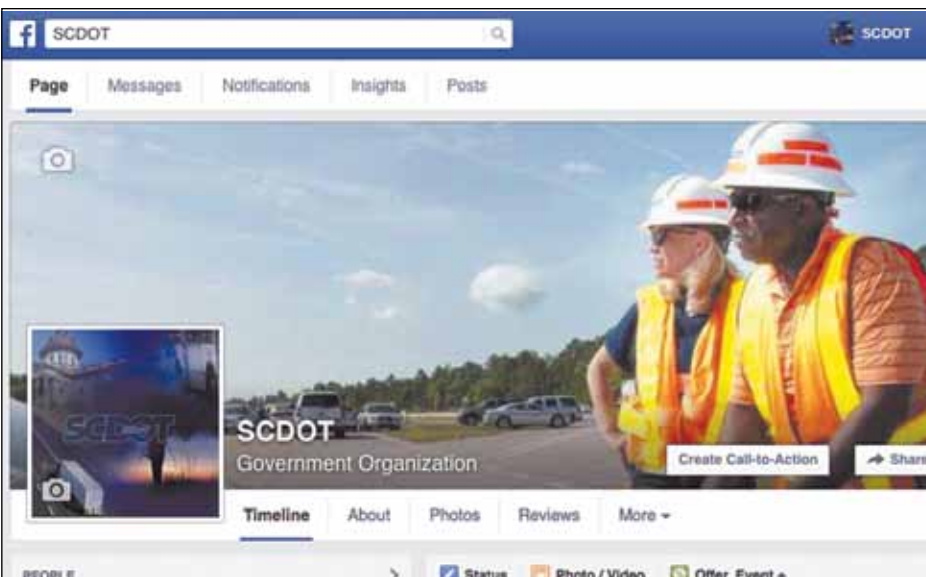 f SCDOT SCDOT
Page Messages Notifications Insights Posts
SCDOT
SCDOT
Government Organization
Create Call-to-Action Share
Timeline About Photos Reviews More
PEOPLE Status Photo / Video Offer, Event +